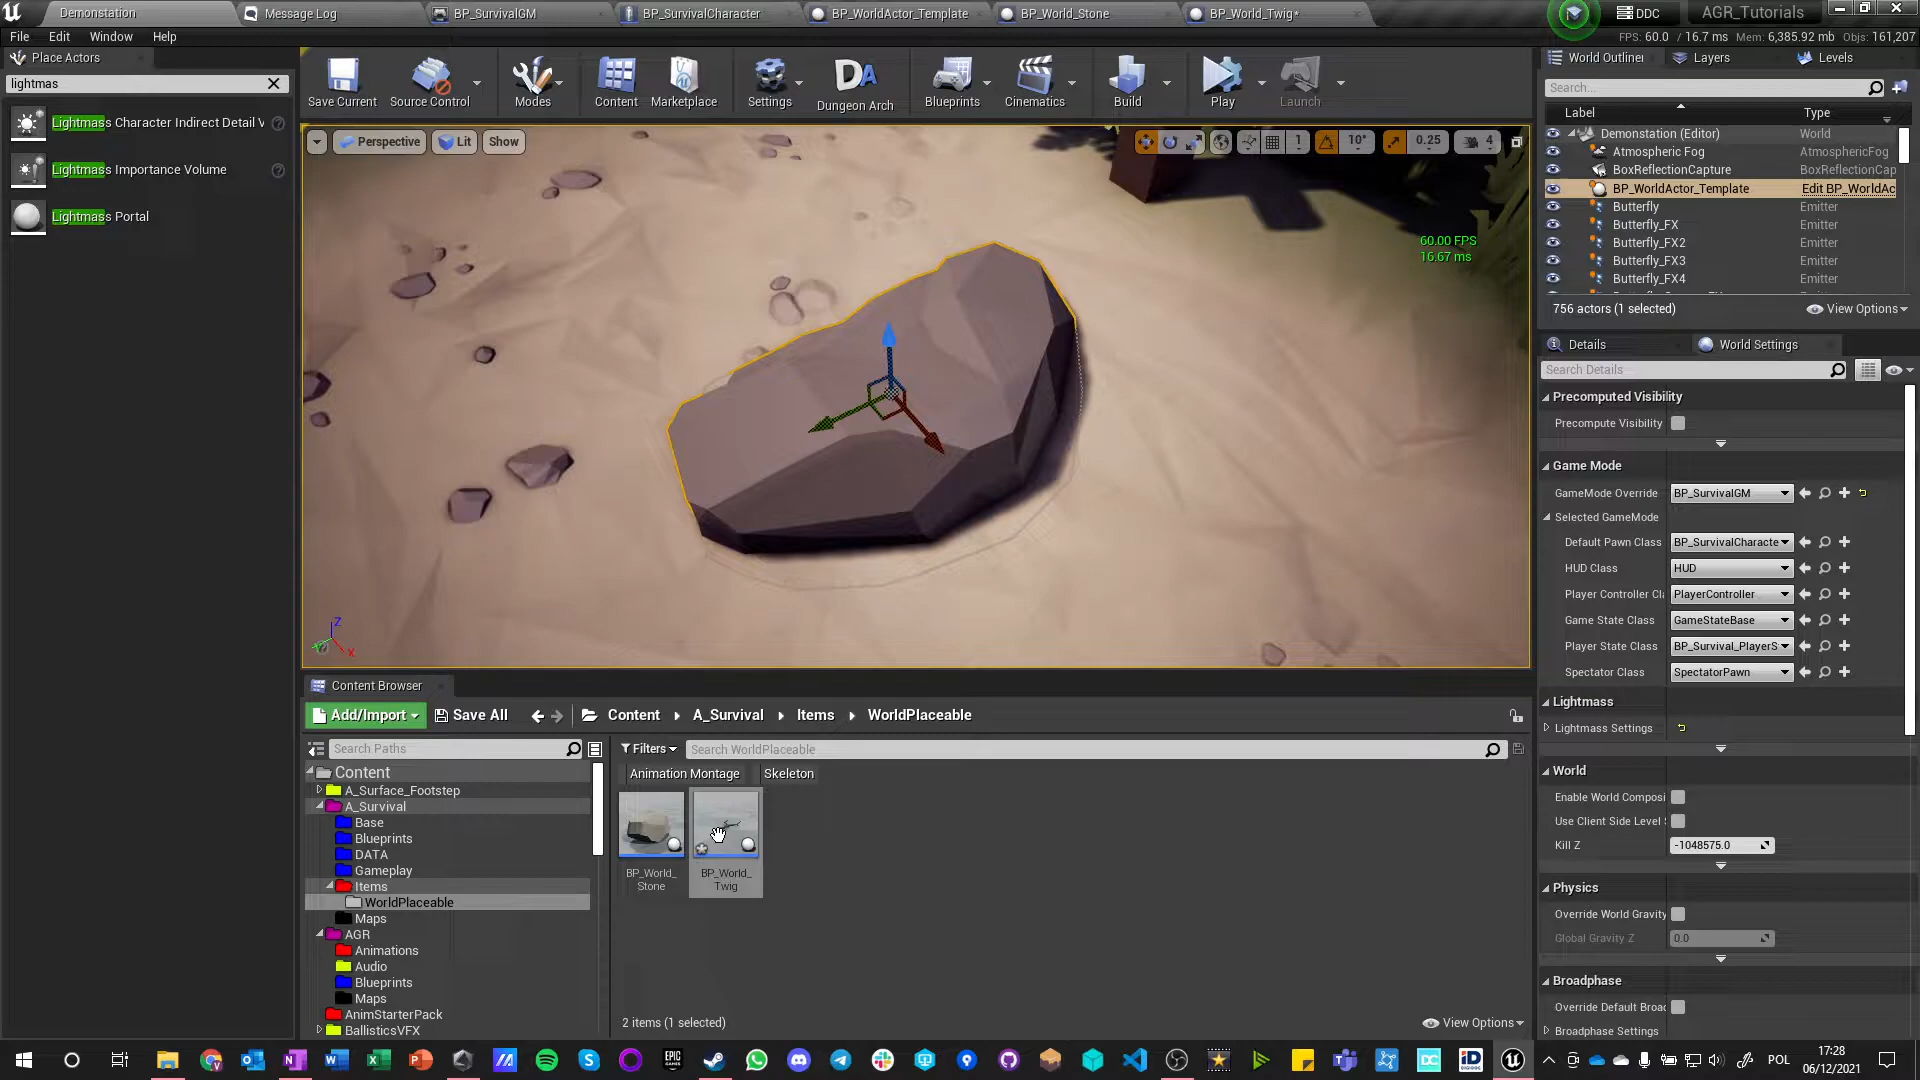 Demonstation
Message Log
BP_SurvivalGM
BP_SurvivalCharacter
BP_WorldActor_Template
BP_World_Stone
BP_World_Twig*
DDC
AGR_Tutorials
File
Edit
Window
Help
FPS: 60.0 / 16.7 ms Mem: 6,385.92 mb Objs: 161,207
Place Actors
lightmas
Lightmass Character Indirect Detail V
Lightmass Importance Volume
Lightmass Portal
Save Current
Source Control
Modes
Content
Marketplace
Settings
Dungeon Arch
Blueprints
Cinematics
Build
Play
Launch
Perspective
Lit
Show
1
10°
0.25
4
60.00 FPS
16.67 ms
Z
X
World Outliner
Layers
Levels
Search...
Label
Type
Demonstation (Editor)
World
Atmospheric Fog
AtmosphericFog
BoxReflectionCapture
BoxReflectionCap
BP_WorldActor_Template
Edit BP_WorldAc
Butterfly
Emitter
Butterfly_FX
Emitter
Butterfly_FX2
Emitter
Butterfly_FX3
Emitter
Butterfly_FX4
Emitter
756 actors (1 selected)
View Options
Details
World Settings
Search Details
Precomputed Visibility
Precompute Visibility
Game Mode
GameMode Override
BP_SurvivalGM
Selected GameMode
Default Pawn Class
BP_SurvivalCharacte
HUD Class
HUD
Player Controller Cl
PlayerController
Game State Class
GameStateBase
Player State Class
BP_Survival_PlayerS
Spectator Class
SpectatorPawn
Lightmass
Lightmass Settings
World
Enable World Composi
Use Client Side Level S
Kill Z
-1048575.0
Physics
Override World Gravity
Global Gravity Z
0.0
Broadphase
Override Default Broad
Broadphase Settings
Content Browser
Add/Import
Save All
Content
A_Survival
Items
WorldPlaceable
Search Paths
Filters
Search WorldPlaceable
Animation Montage
Skeleton
Content
A_Surface_Footstep
A_Survival
Base
Blueprints
DATA
Gameplay
Items
WorldPlaceable
Maps
AGR
Animations
Audio
Blueprints
Maps
AnimStarterPack
BallisticsVFX
BP_World_
Stone
BP_World_
Twig
2 items (1 selected)
View Options
EPIC
GAMES
POL
17:28
06/12/2021